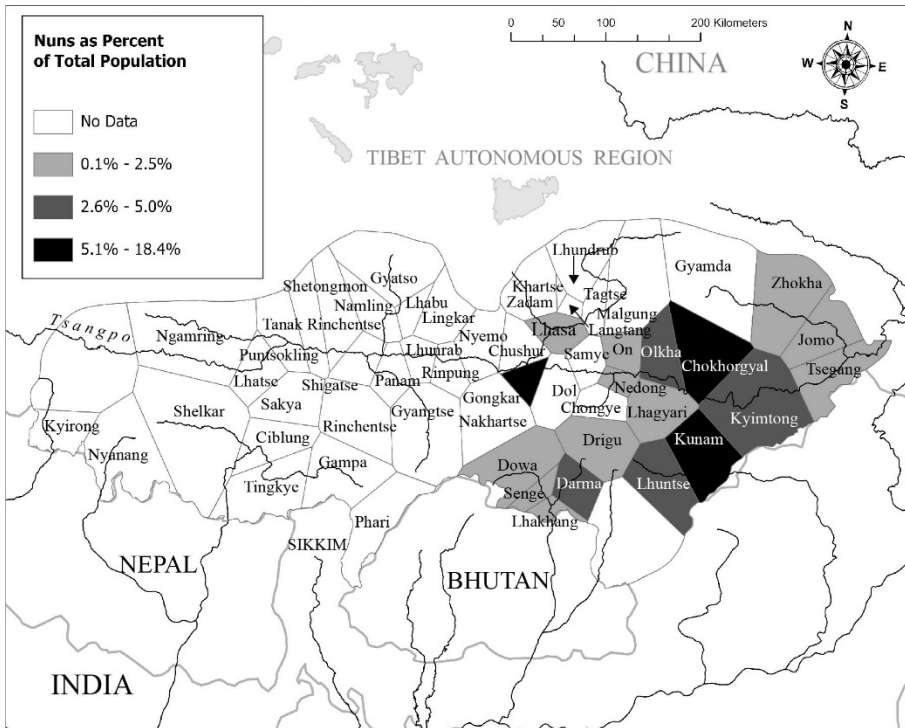 Nuns as Percent
of Total Population
No Data
0.1% - 2.5%
2.6% - 5.0%
5.1% - 18.4%
0 50 100 200 Kilometers
N
W E
S
CHINA
TIBET AUTONOMOUS REGION
Lhundrub
Gyamda
Gyatso
Shetongmon
Khartse
Zhokha
Namling
Lhabu
Zadam
Tagtse
Lingkar
Malgung
Tsangpo
Tanak Rinchentse
Lhasa
Langtang
Ngamring
Nyemo
Jomo
Puntsokling
Lhunrab
Chushur
Samye
On
Olkha
Chokhorgyal
Tsegang
Lhatse
Shigatse
Panam
Rinpung
Nedong
Dol
Gongkar
Sakya
Shelkar
Gyangtse
Chongye
Lhagyari
Kyirong
Rinchentse
Nakhartse
Kyimtong
Ciblung
Drigu
Kunam
Nyanang
Gampa
Dowa
Tingkye
Darma
Lhuntse
Senge
Phari
Lhakhang
SIKKIM
NEPAL
BHUTAN
INDIA